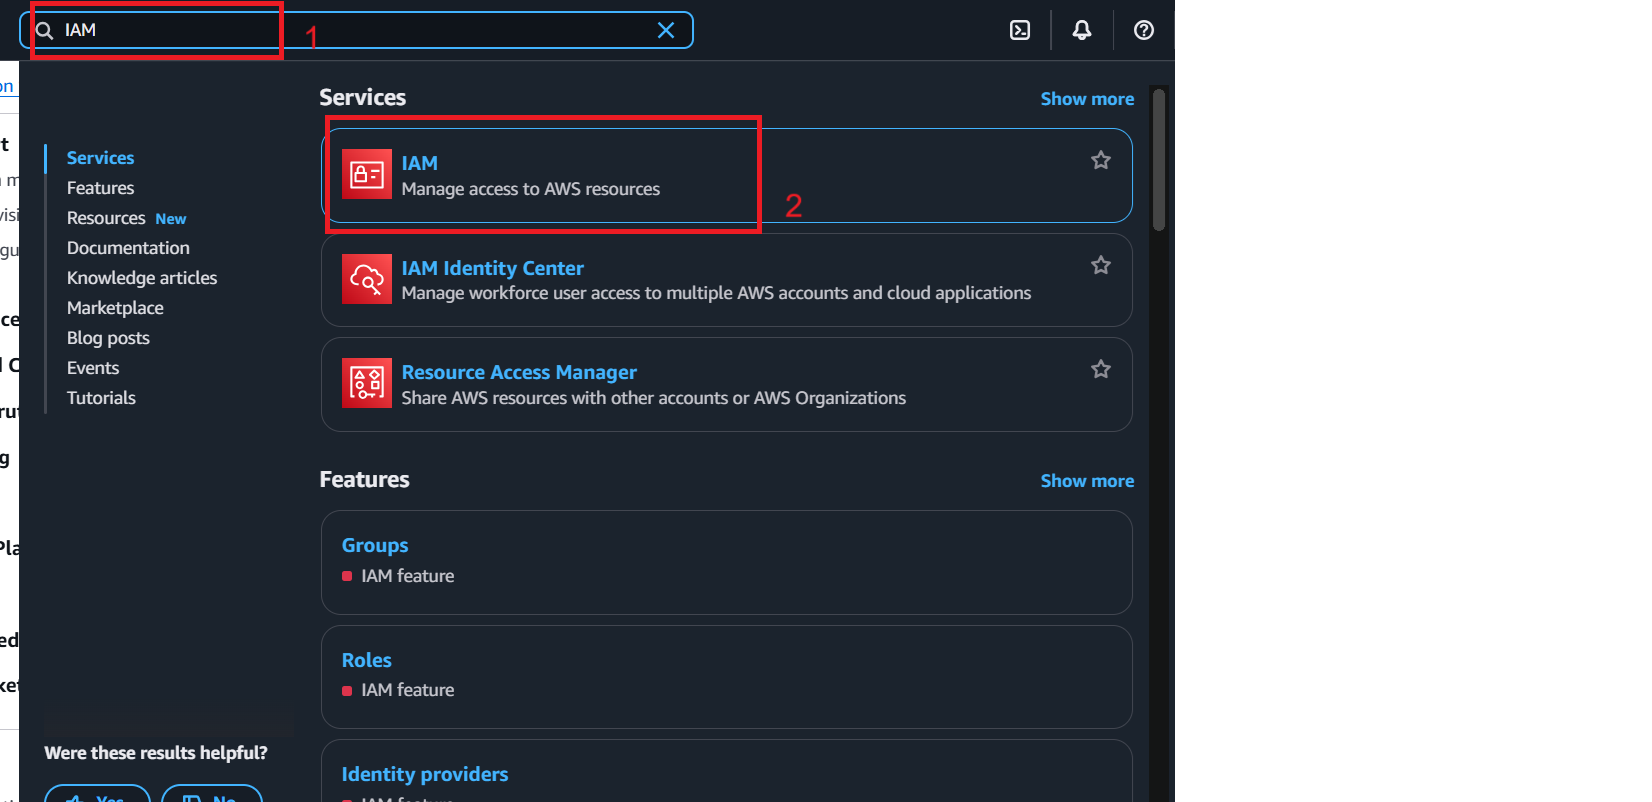 IAM
1
Services
Show more
IAM
Manage access to AWS resources
2
IAM Identity Center
Manage workforce user access to multiple AWS accounts and cloud applications
Resource Access Manager
Share AWS resources with other accounts or AWS Organizations
Features
Show more
Groups
IAM feature
Roles
IAM feature
Identity providers
IAM feature
Services
Features
Resources New
Documentation
Knowledge articles
Marketplace
Blog posts
Events
Tutorials
Were these results helpful?
Yes
No